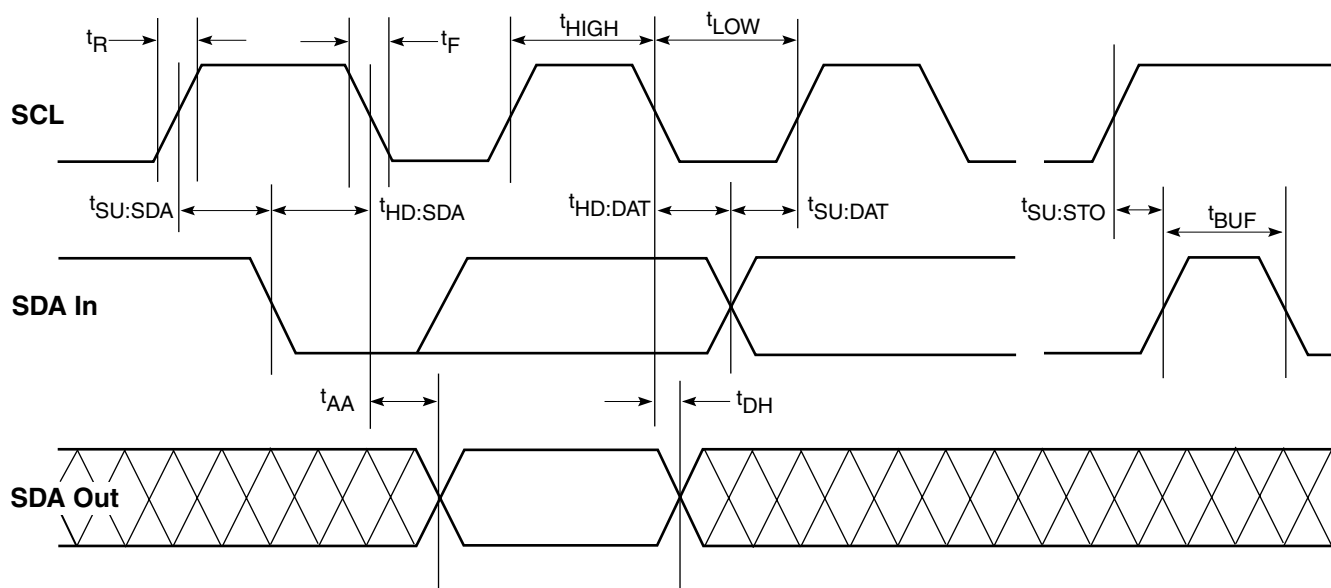 tR tF tHIGH tLOW
SCL
tSU:SDA tHD:SDA tHD:DAT tSU:DAT tSU:STO tBUF
SDA In
tAA tDH
SDA Out